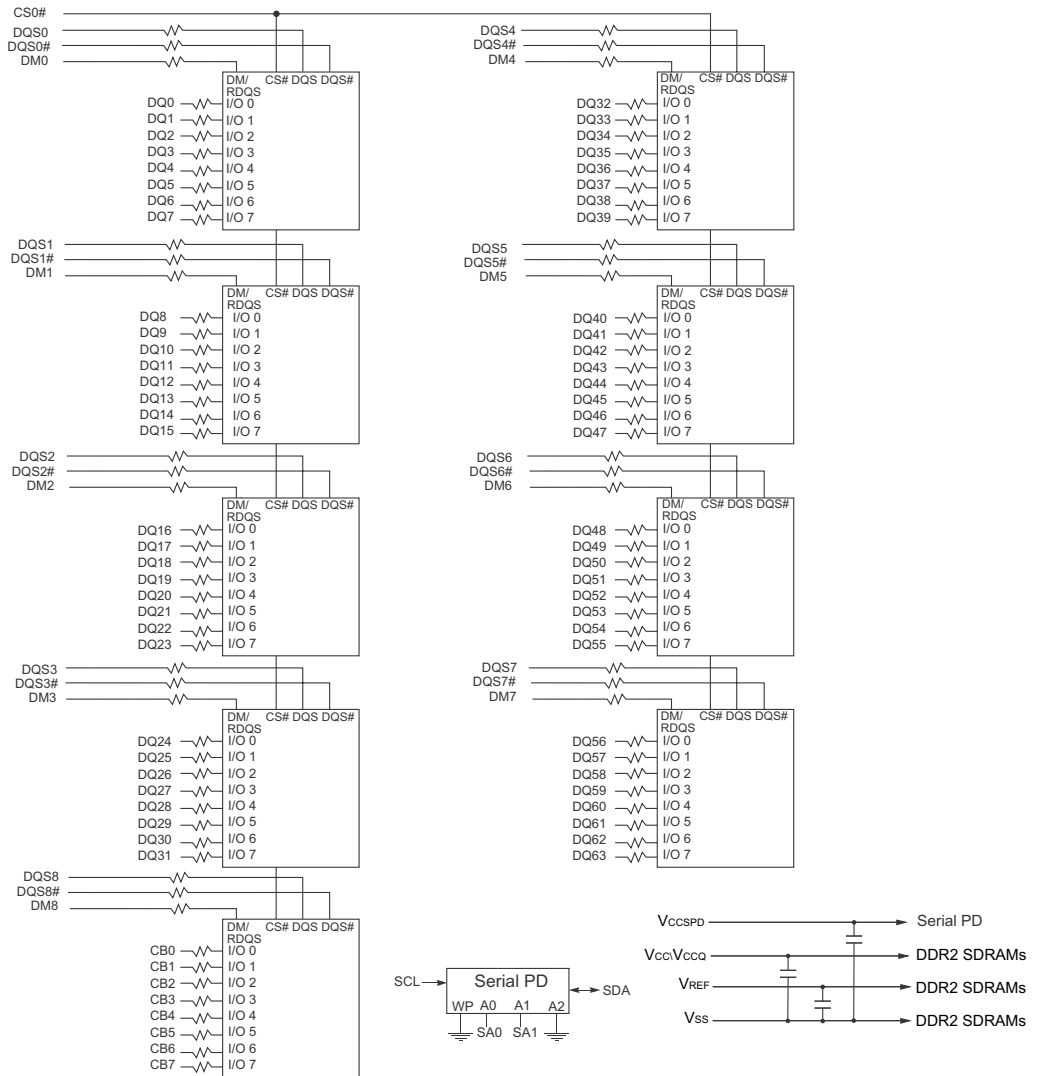 CS0#
DQS0
DQS0#
DM0
DM/ CS# DQS DQS#
RDQS
DQ0 I/O 0
DQ1 I/O 1
DQ2 I/O 2
DQ3 I/O 3
DQ4 I/O 4
DQ5 I/O 5
DQ6 I/O 6
DQ7 I/O 7
DQS1
DQS1#
DM1
DM/ CS# DQS DQS#
RDQS
DQ8 I/O 0
DQ9 I/O 1
DQ10 I/O 2
DQ11 I/O 3
DQ12 I/O 4
DQ13 I/O 5
DQ14 I/O 6
DQ15 I/O 7
DQS2
DQS2#
DM2
DM/ CS# DQS DQS#
RDQS
DQ16 I/O 0
DQ17 I/O 1
DQ18 I/O 2
DQ19 I/O 3
DQ20 I/O 4
DQ21 I/O 5
DQ22 I/O 6
DQ23 I/O 7
DQS3
DQS3#
DM3
DM/ CS# DQS DQS#
RDQS
DQ24 I/O 0
DQ25 I/O 1
DQ26 I/O 2
DQ27 I/O 3
DQ28 I/O 4
DQ29 I/O 5
DQ30 I/O 6
DQ31 I/O 7
DQS8
DQS8#
DM8
DM/ CS# DQS DQS#
RDQS
CB0 I/O 0
CB1 I/O 1
CB2 I/O 2
CB3 I/O 3
CB4 I/O 4
CB5 I/O 5
CB6 I/O 6
CB7 I/O 7
DQS4
DQS4#
DM4
DM/ CS# DQS DQS#
RDQS
DQ32 I/O 0
DQ33 I/O 1
DQ34 I/O 2
DQ35 I/O 3
DQ36 I/O 4
DQ37 I/O 5
DQ38 I/O 6
DQ39 I/O 7
DQS5
DQS5#
DM5
DM/ CS# DQS DQS#
RDQS
DQ40 I/O 0
DQ41 I/O 1
DQ42 I/O 2
DQ43 I/O 3
DQ44 I/O 4
DQ45 I/O 5
DQ46 I/O 6
DQ47 I/O 7
DQS6
DQS6#
DM6
DM/ CS# DQS DQS#
RDQS
DQ48 I/O 0
DQ49 I/O 1
DQ50 I/O 2
DQ51 I/O 3
DQ52 I/O 4
DQ53 I/O 5
DQ54 I/O 6
DQ55 I/O 7
DQS7
DQS7#
DM7
DM/ CS# DQS DQS#
RDQS
DQ56 I/O 0
DQ57 I/O 1
DQ58 I/O 2
DQ59 I/O 3
DQ60 I/O 4
DQ61 I/O 5
DQ62 I/O 6
DQ63 I/O 7
SCL Serial PD SDA
WP A0 A1 A2
SA0 SA1
VCCSPD Serial PD
VCC\VCCQ DDR2 SDRAMs
VREF DDR2 SDRAMs
VSS DDR2 SDRAMs